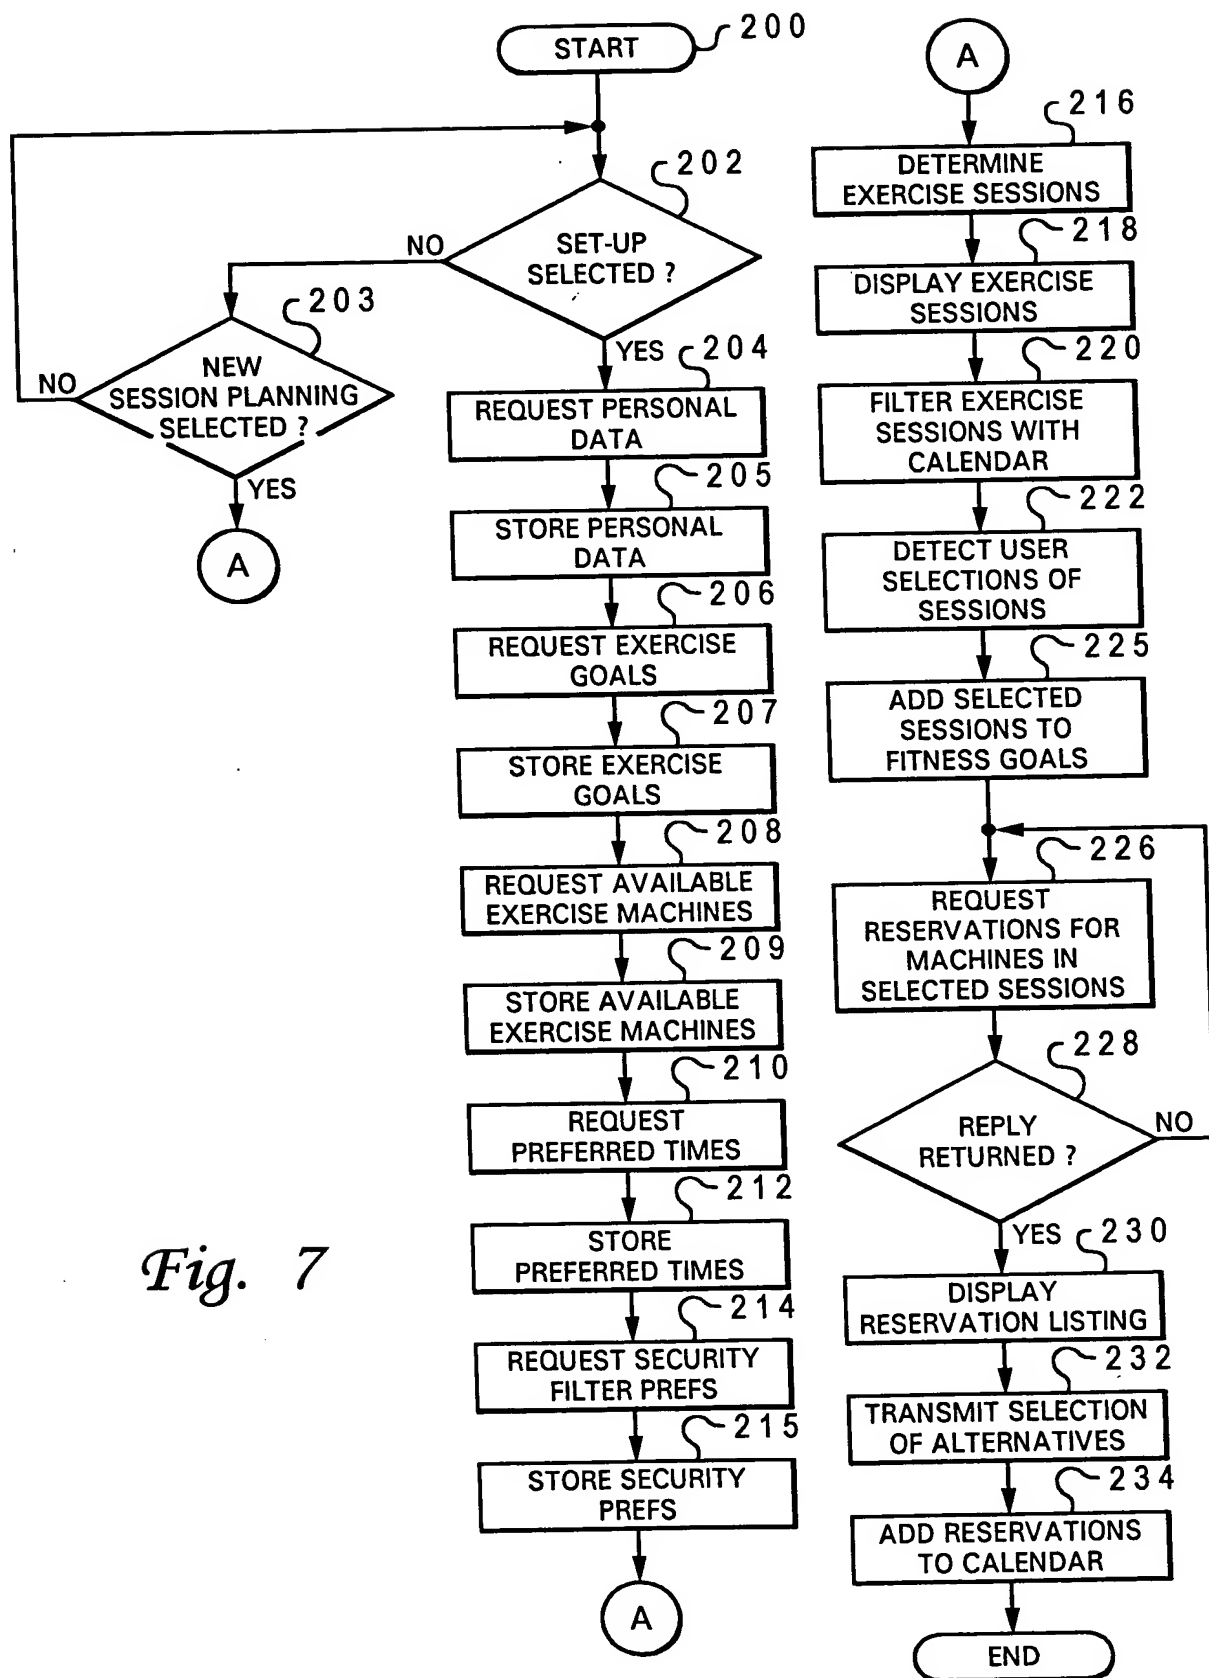 START
200
202
SET-UP
SELECTED ?
NO
203
NEW
SESSION PLANNING
SELECTED ?
NO
YES
A
YES
204
REQUEST PERSONAL
DATA
205
STORE PERSONAL
DATA
206
REQUEST EXERCISE
GOALS
207
STORE EXERCISE
GOALS
208
REQUEST AVAILABLE
EXERCISE MACHINES
209
STORE AVAILABLE
EXERCISE MACHINES
210
REQUEST
PREFERRED TIMES
212
STORE
PREFERRED TIMES
214
REQUEST SECURITY
FILTER PREFS
215
STORE SECURITY
PREFS
A
A
216
DETERMINE
EXERCISE SESSIONS
218
DISPLAY EXERCISE
SESSIONS
220
FILTER EXERCISE
SESSIONS WITH
CALENDAR
222
DETECT USER
SELECTIONS OF
SESSIONS
225
ADD SELECTED
SESSIONS TO
FITNESS GOALS
226
REQUEST
RESERVATIONS FOR
MACHINES IN
SELECTED SESSIONS
228
REPLY
RETURNED ?
NO
YES
230
DISPLAY
RESERVATION LISTING
232
TRANSMIT SELECTION
OF ALTERNATIVES
234
ADD RESERVATIONS
TO CALENDAR
END
Fig. 7